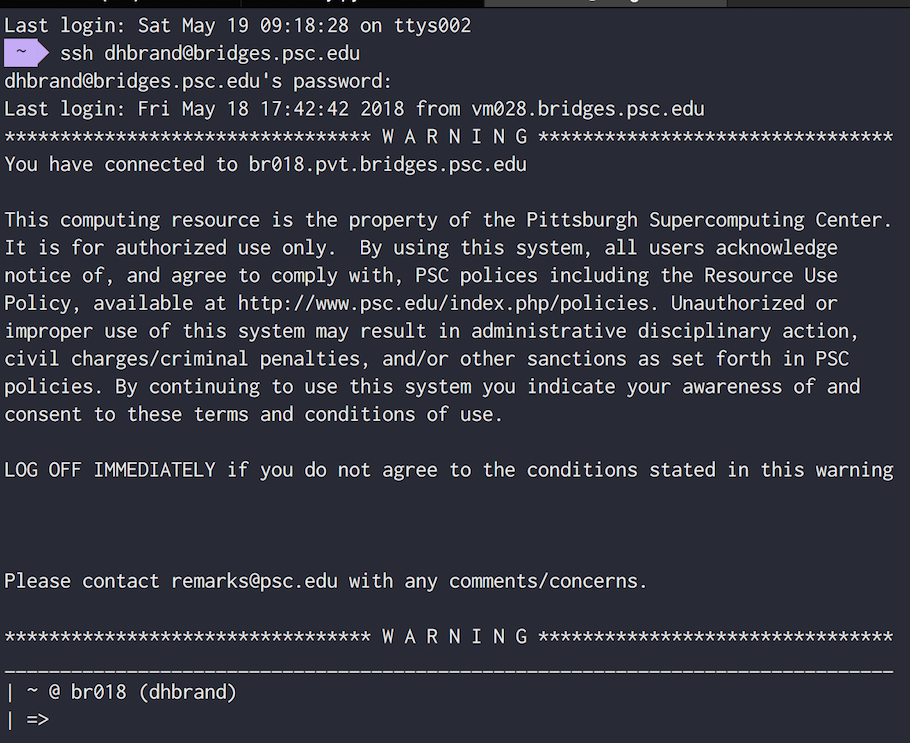 Last login: Sat May 19 09:18:28 on ttys002
~ ssh dhbrand@bridges.psc.edu
dhbrand@bridges.psc.edu's password:
Last login: Fri May 18 17:42:42 2018 from vm028.bridges.psc.edu
********************************* W A R N I N G ********************************
You have connected to br018.pvt.bridges.psc.edu

This computing resource is the property of the Pittsburgh Supercomputing Center.
It is for authorized use only.  By using this system, all users acknowledge
notice of, and agree to comply with, PSC polices including the Resource Use
Policy, available at http://www.psc.edu/index.php/policies. Unauthorized or
improper use of this system may result in administrative disciplinary action,
civil charges/criminal penalties, and/or other sanctions as set forth in PSC
policies. By continuing to use this system you indicate your awareness of and
consent to these terms and conditions of use.

LOG OFF IMMEDIATELY if you do not agree to the conditions stated in this warning

Please contact remarks@psc.edu with any comments/concerns.

********************************* W A R N I N G ********************************
________________________________________________________________________________
| ~ @ br018 (dhbrand)
| =>